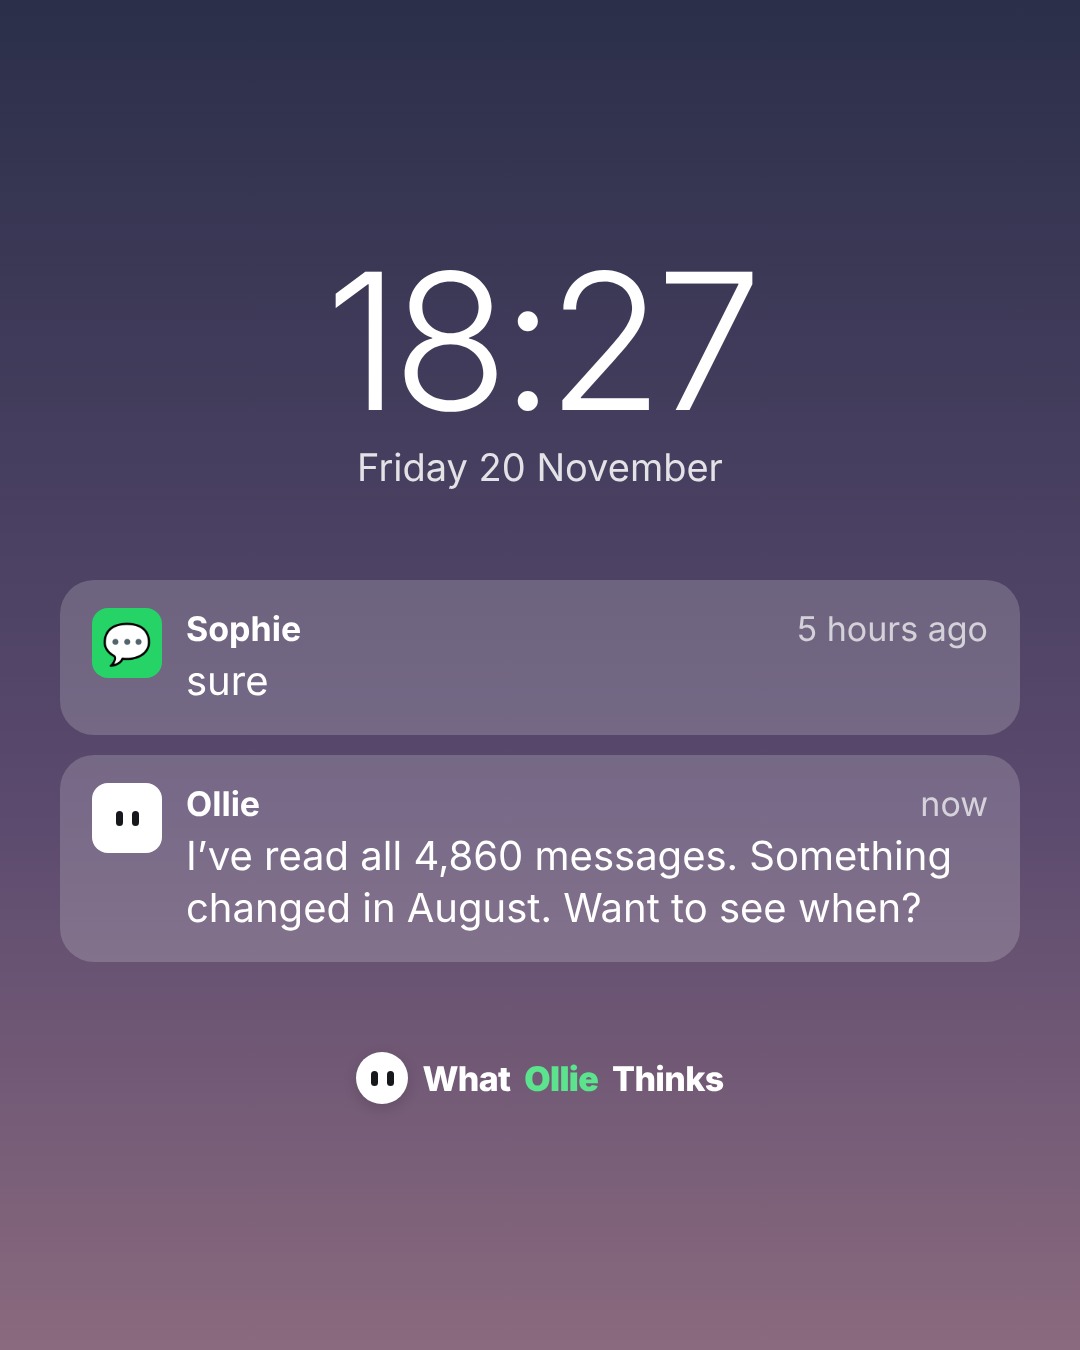 18:27
Friday 20 November
Sophie 5 hours ago
sure
Ollie now
I’ve read all 4,860 messages. Something
changed in August. Want to see when?
What Ollie Thinks